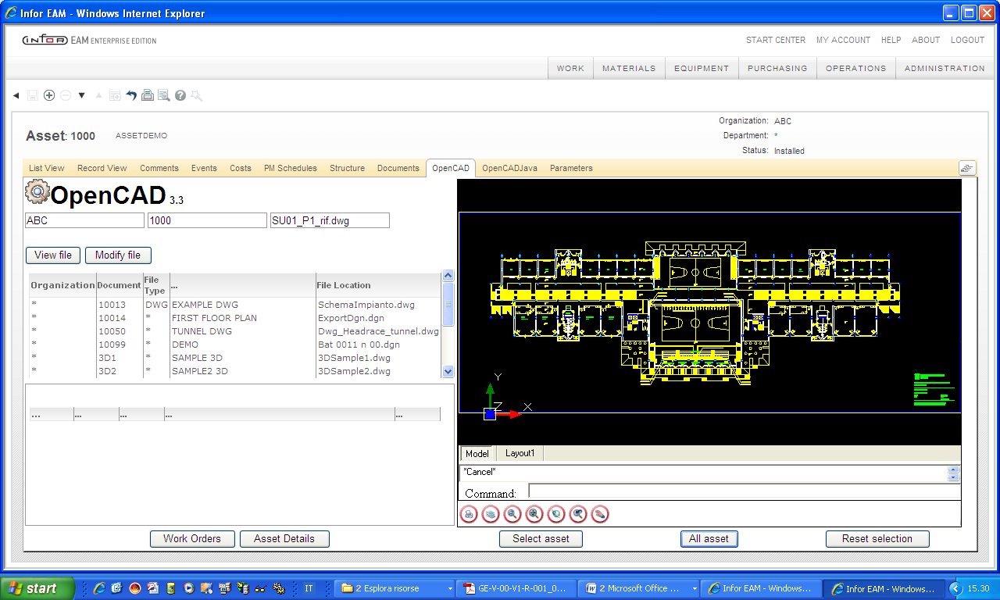 Infor EAM - Windows Internet Explorer
infor EAM ENTERPRISE EDITION
START CENTER MY ACCOUNT HELP ABOUT LOGOUT
WORK MATERIALS EQUIPMENT PURCHASING OPERATIONS ADMINISTRATION
Organization: ABC
Asset: 1000 ASSETDEMO
Department: *
Status: Installed
List View Record View Comments Events Costs PM Schedules Structure Documents OpenCAD OpenCADJava Parameters
OpenCAD 3.3
ABC 1000 SU01_P1_rif.dwg
View file Modify file
Organization Document File Type ... File Location
* 10013 DWG EXAMPLE DWG SchemaImpianto.dwg
* 10014 * FIRST FLOOR PLAN ExportDgn.dgn
* 10050 * TUNNEL DWG Dwg_Headrace_tunnel.dwg
* 10099 * DEMO Bat 0011 n 00.dgn
* 3D1 * SAMPLE 3D 3DSample1.dwg
* 3D2 * SAMPLE2 3D 3DSample2.dwg
... ... ... ... ...
Y
Z X
Model Layout1
*Cancel*
Command:
Work Orders Asset Details Select asset All asset Reset selection
start IT 2 Esplora risorse GE-V-00-V1-R-001_0... 2 Microsoft Office ... Infor EAM - Windows... Infor EAM - Windows... 15.30